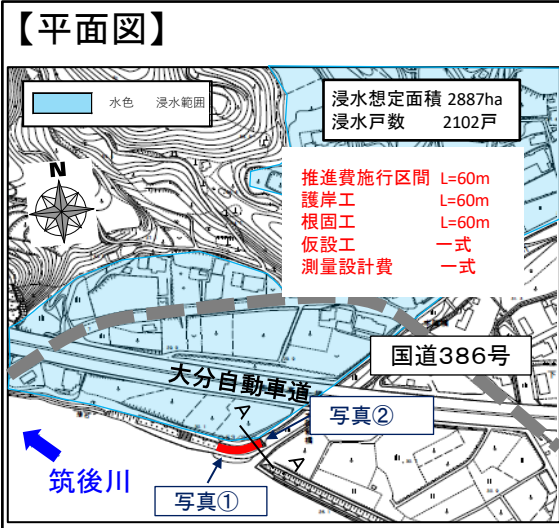 【平面図】
水色 浸水範囲
浸水想定面積 2887ha
浸水戸数 2102戸
N
推進費施行区間 L=60m
護岸工 L=60m
根固工 L=60m
仮設工 一式
測量設計費 一式
国道386号
大分自動車道
A
写真②
A
筑後川
写真①